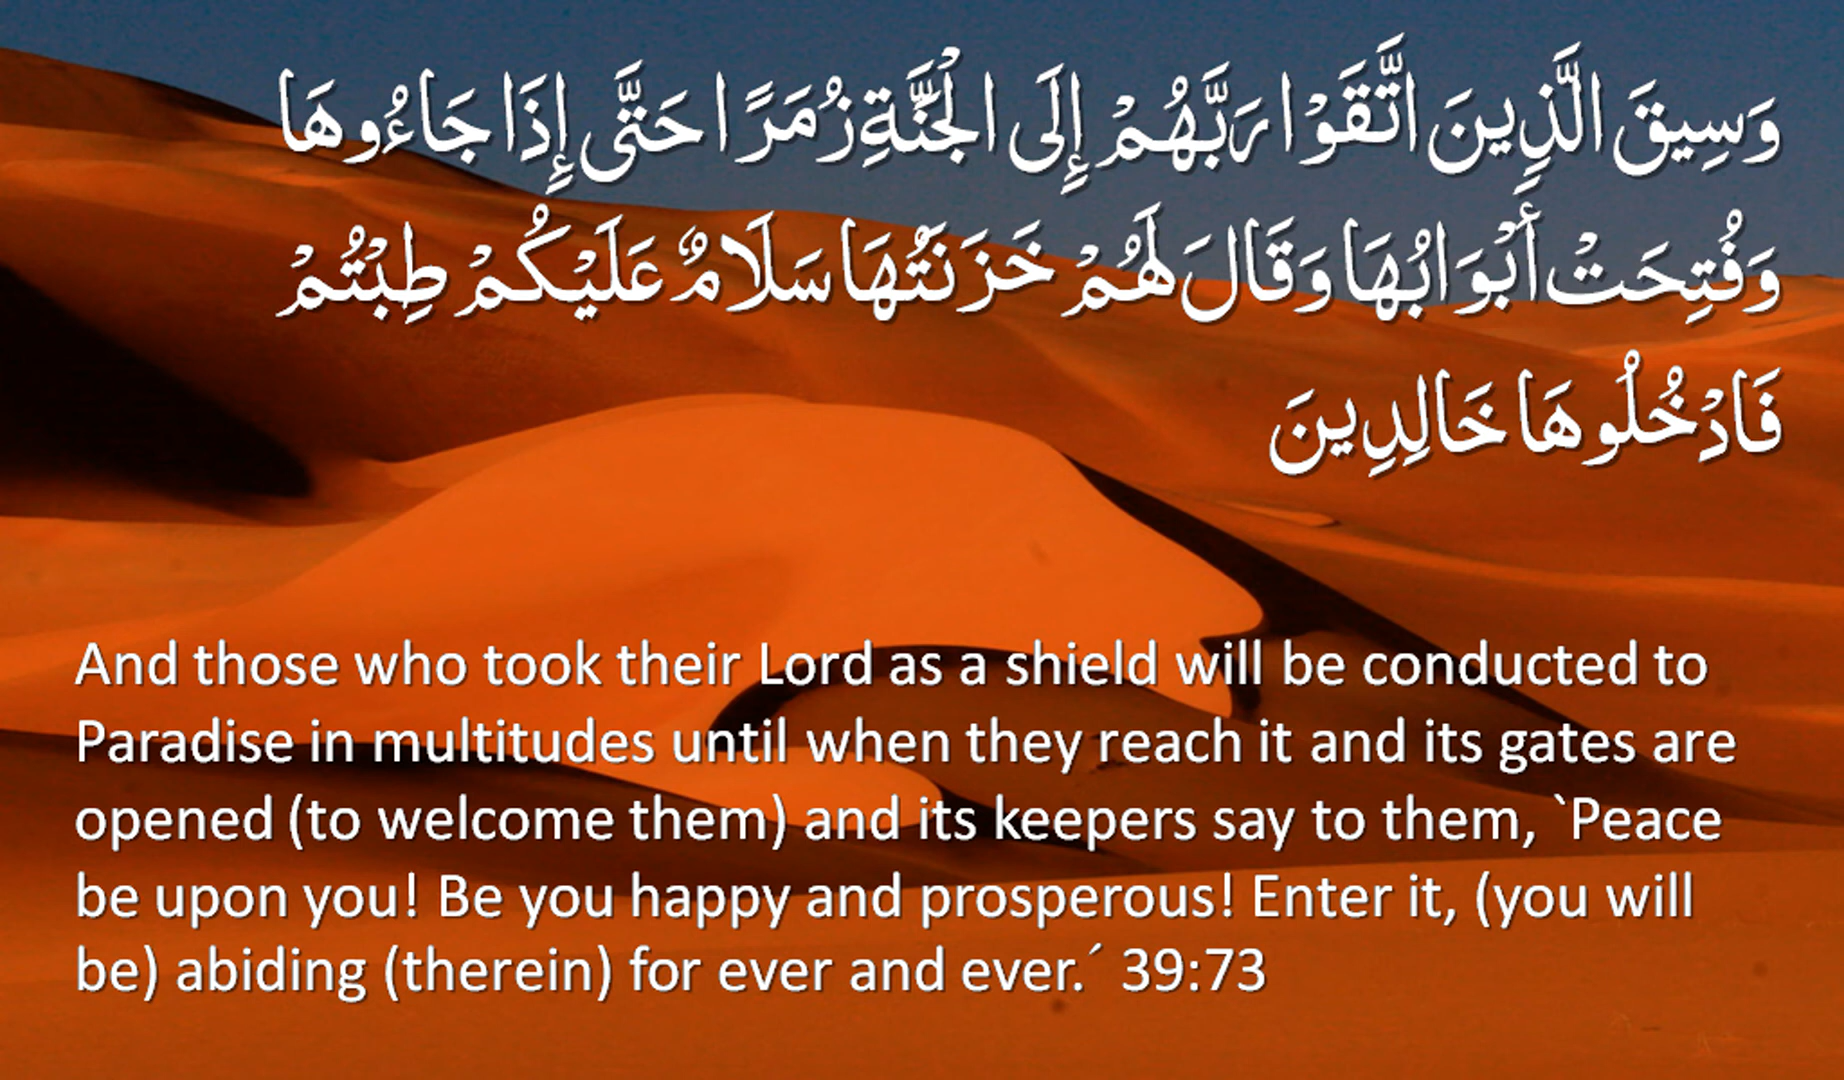 وَسِيقَ الَّذِينَ اتَّقَوْا رَبَّهُمْ إِلَى الْجَنَّةِ زُمَرًا حَتَّى إِذَا جَاءُوهَا
وَفُتِحَتْ أَبْوَابُهَا وَقَالَ لَهُمْ خَزَنَتُهَا سَلَامٌ عَلَيْكُمْ طِبْتُمْ
فَادْخُلُوهَا خَالِدِينَ
And those who took their Lord as a shield will be conducted to
Paradise in multitudes until when they reach it and its gates are
opened (to welcome them) and its keepers say to them, `Peace
be upon you! Be you happy and prosperous! Enter it, (you will
be) abiding (therein) for ever and ever.´ 39:73